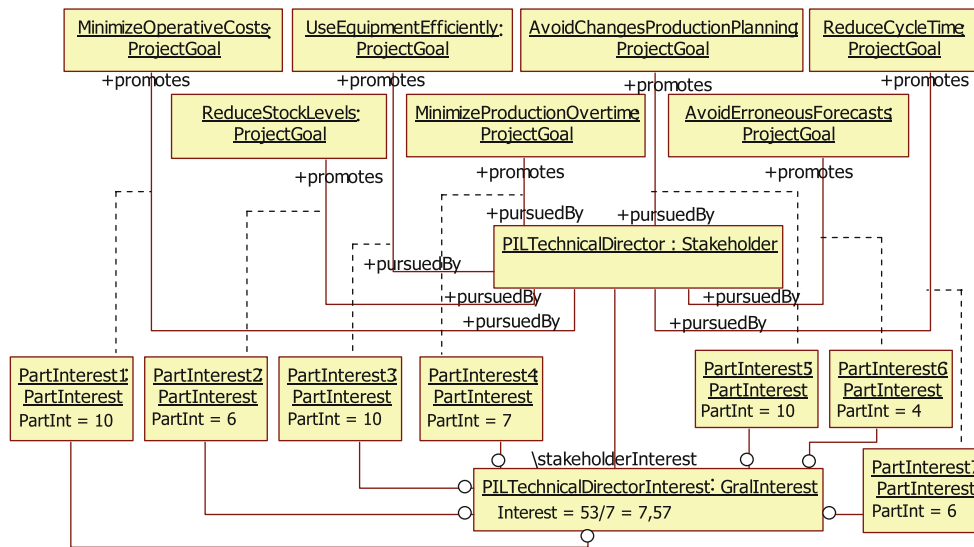 MinimizeOperativeCosts:
ProjectGoal
UseEquipmentEfficiently:
ProjectGoal
AvoidChangesProductionPlanning:
ProjectGoal
ReduceCycleTime:
ProjectGoal
+promotes
+promotes
+promotes
+promotes
ReduceStockLevels:
ProjectGoal
MinimizeProductionOvertime:
ProjectGoal
AvoidErroneousForecasts:
ProjectGoal
+promotes
+promotes
+promotes
+pursuedBy
+pursuedBy
PILTechnicalDirector : Stakeholder
+pursuedBy
+pursuedBy
+pursuedBy
+pursuedBy
+pursuedBy
PartInterest1:
PartInterest
PartInt = 10
PartInterest2:
PartInterest
PartInt = 6
PartInterest3:
PartInterest
PartInt = 10
PartInterest4:
PartInterest
PartInt = 7
PartInterest5:
PartInterest
PartInt = 10
PartInterest6:
PartInterest
PartInt = 4
\stakeholderInterest
PILTechnicalDirectorInterest: GralInterest
Interest = 53/7 = 7,57
PartInterest7
PartInterest
PartInt = 6